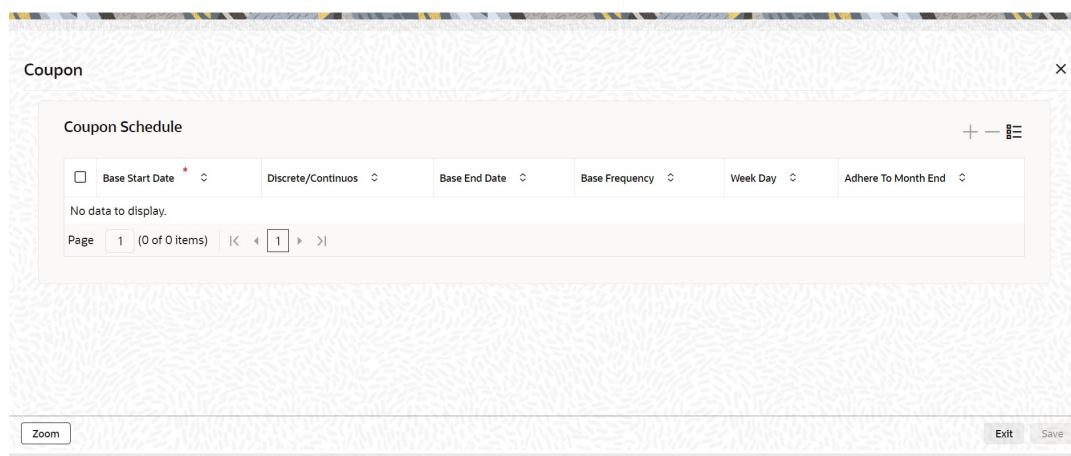 Coupon
Coupon Schedule
Base Start Date * Discrete/Continuos Base End Date Base Frequency Week Day Adhere To Month End
No data to display.
Page 1 (0 of 0 items) 1
Zoom Exit Save